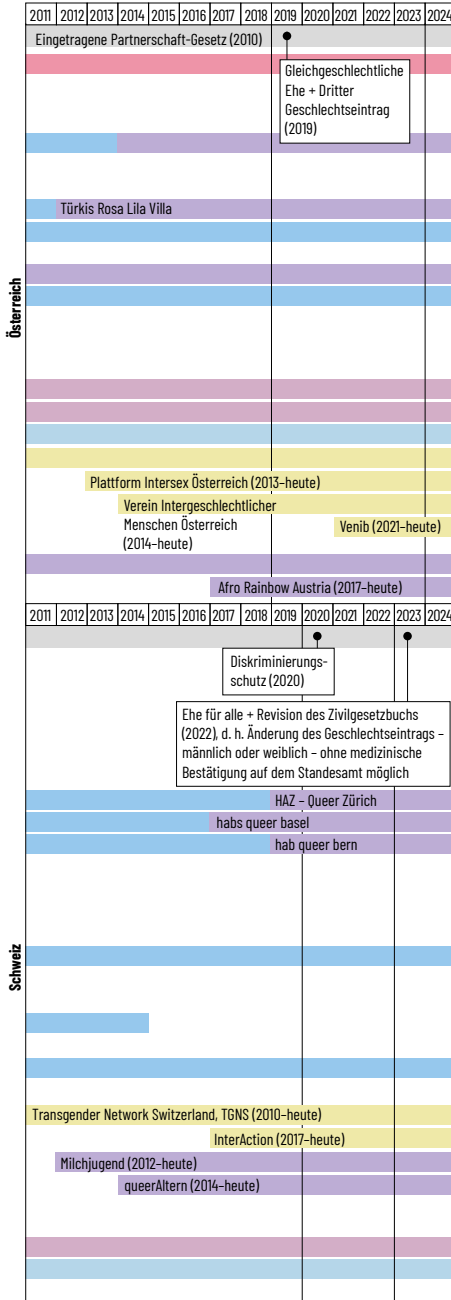 2011 2012 2013 2014 2015 2016 2017 2018 2019 2020 2021 2022 2023 2024
Eingetragene Partnerschaft-Gesetz (2010)
Gleichgeschlechtliche
Ehe + Dritter
Geschlechtseintrag
(2019)
Türkis Rosa Lila Villa
Österreich
Plattform Intersex Österreich (2013–heute)
Verein Intergeschlechtlicher
Menschen Österreich
(2014–heute)
Venib (2021–heute)
Afro Rainbow Austria (2017–heute)
2011 2012 2013 2014 2015 2016 2017 2018 2019 2020 2021 2022 2023 2024
Diskriminierungs-
schutz (2020)
Ehe für alle + Revision des Zivilgesetzbuchs
(2022), d. h. Änderung des Geschlechtseintrags –
männlich oder weiblich – ohne medizinische
Bestätigung auf dem Standesamt möglich
HAZ – Queer Zürich
habs queer basel
hab queer bern
Schweiz
Transgender Network Switzerland, TGNS (2010–heute)
InterAction (2017–heute)
Milchjugend (2012–heute)
queerAltern (2014–heute)